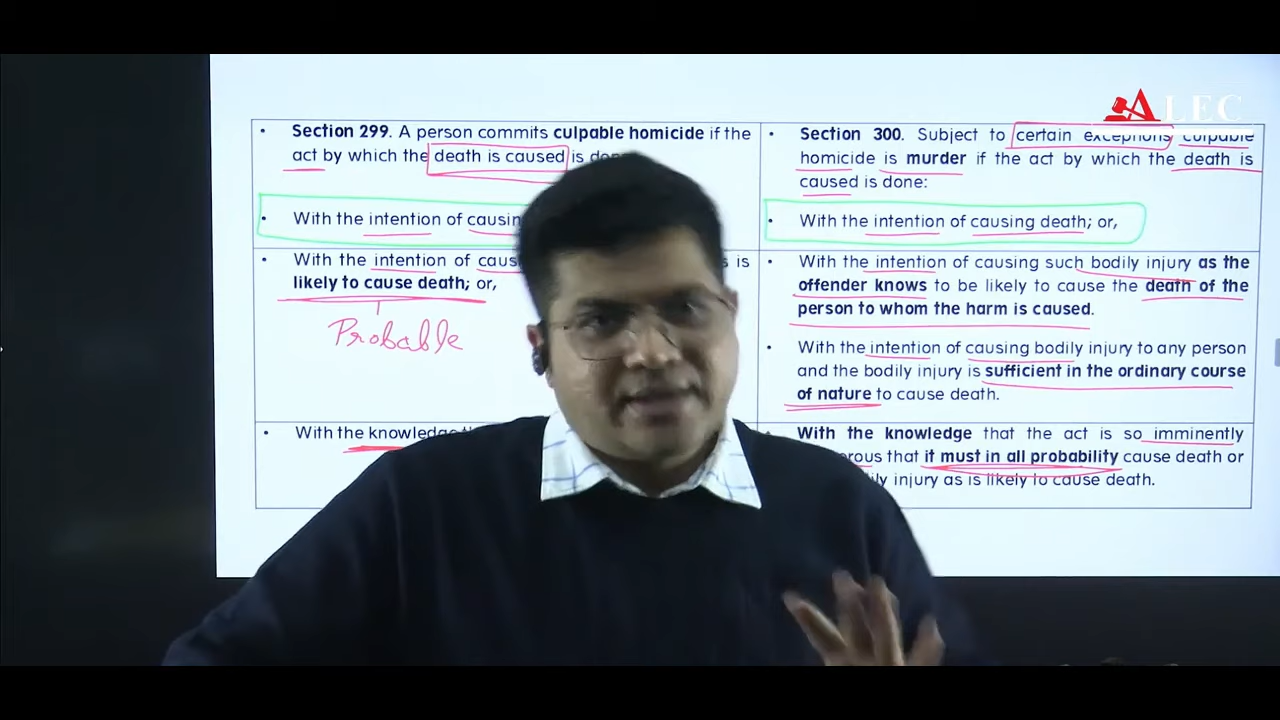 ALEC
Section 299. A person commits culpable homicide if the
act by which the death is caused is
With the intention of
With the intention of is
likely to cause death; or,
Probable
With the knowledge
Section 300. Subject to certain exceptions culpable
homicide is murder if the act by which the death is
caused is done:
With the intention of causing death; or,
With the intention of causing such bodily injury as the
offender knows to be likely to cause the death of the
person to whom the harm is caused.
With the intention of causing bodily injury to any person
and the bodily injury is sufficient in the ordinary course
of nature to cause death.
With the knowledge that the act is so imminently
that it must in all probability cause death or
injury as is likely to cause death.